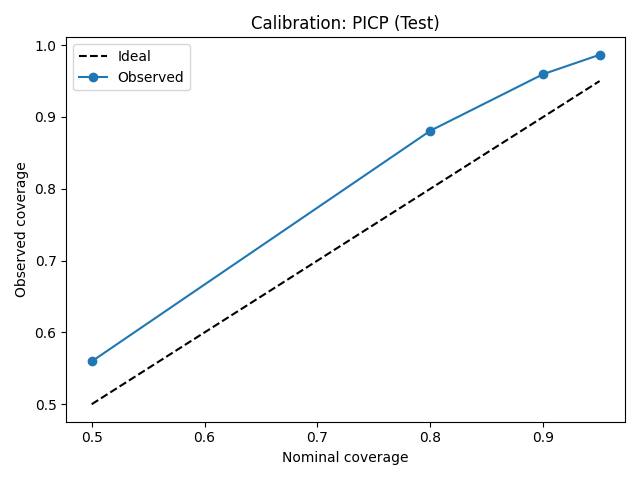 Calibration: PICP (Test)
Ideal
Observed
Observed coverage
1.0
0.9
0.8
0.7
0.6
0.5
0.5
0.6
0.7
0.8
0.9
Nominal coverage